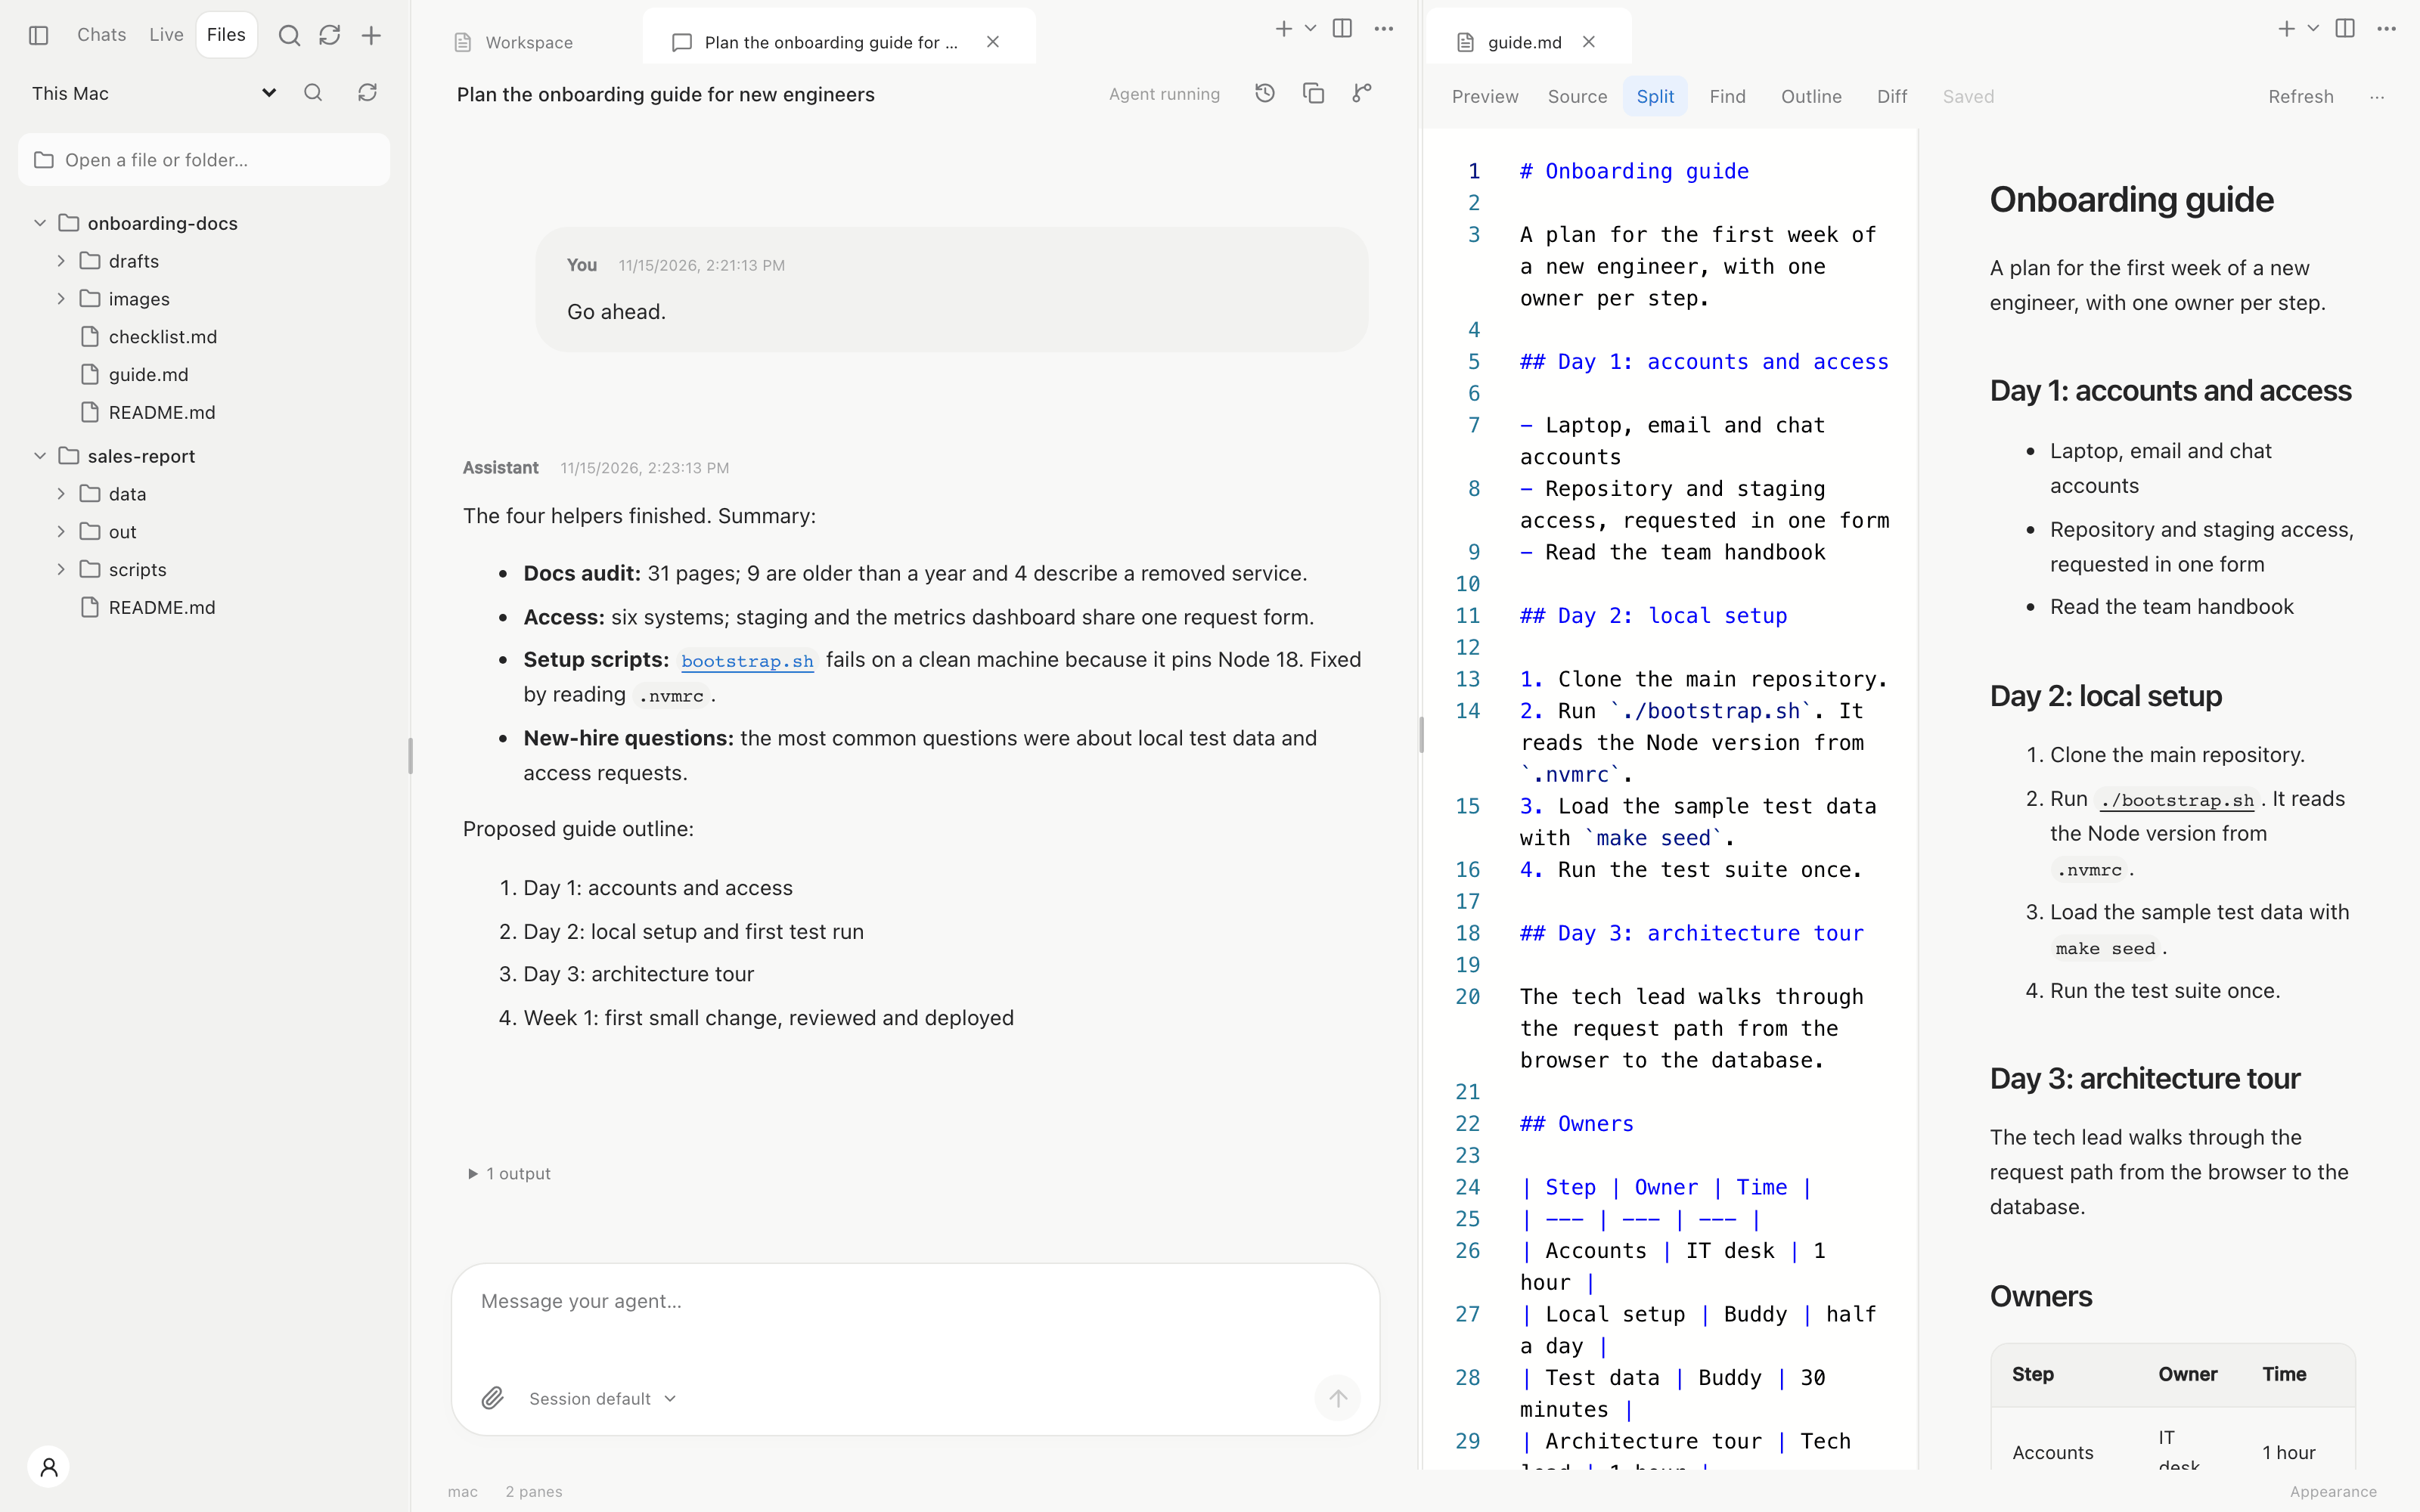 Chats Live Files
This Mac
Open a file or folder...
onboarding-docs
drafts
images
checklist.md
guide.md
README.md
sales-report
data
out
scripts
README.md
Workspace
Plan the onboarding guide for ...
Plan the onboarding guide for new engineers
Agent running
You 11/15/2026, 2:21:13 PM
Go ahead.
Assistant 11/15/2026, 2:23:13 PM
The four helpers finished. Summary:
• Docs audit: 31 pages; 9 are older than a year and 4 describe a removed service.
• Access: six systems; staging and the metrics dashboard share one request form.
• Setup scripts: bootstrap.sh fails on a clean machine because it pins Node 18. Fixed
by reading .nvmrc.
• New-hire questions: the most common questions were about local test data and
access requests.
Proposed guide outline:
1. Day 1: accounts and access
2. Day 2: local setup and first test run
3. Day 3: architecture tour
4. Week 1: first small change, reviewed and deployed
1 output
Message your agent...
Session default
mac 2 panes
guide.md
Preview Source Split Find Outline Diff Saved Refresh
1 # Onboarding guide
2
3 A plan for the first week of
a new engineer, with one
owner per step.
4
5 ## Day 1: accounts and access
6
7 - Laptop, email and chat
accounts
8 - Repository and staging
access, requested in one form
9 - Read the team handbook
10
11 ## Day 2: local setup
12
13 1. Clone the main repository.
14 2. Run `./bootstrap.sh`. It
reads the Node version from
`.nvmrc`.
15 3. Load the sample test data
with `make seed`.
16 4. Run the test suite once.
17
18 ## Day 3: architecture tour
19
20 The tech lead walks through
the request path from the
browser to the database.
21
22 ## Owners
23
24 | Step | Owner | Time |
25 | --- | --- | --- |
26 | Accounts | IT desk | 1
hour |
27 | Local setup | Buddy | half
a day |
28 | Test data | Buddy | 30
minutes |
29 | Architecture tour | Tech
lead | 1 hour |
Onboarding guide
A plan for the first week of a new
engineer, with one owner per step.
Day 1: accounts and access
• Laptop, email and chat
accounts
• Repository and staging access,
requested in one form
• Read the team handbook
Day 2: local setup
1. Clone the main repository.
2. Run ./bootstrap.sh. It reads
the Node version from
.nvmrc.
3. Load the sample test data with
make seed.
4. Run the test suite once.
Day 3: architecture tour
The tech lead walks through the
request path from the browser to the
database.
Owners
Step Owner Time
Accounts IT desk 1 hour
Appearance